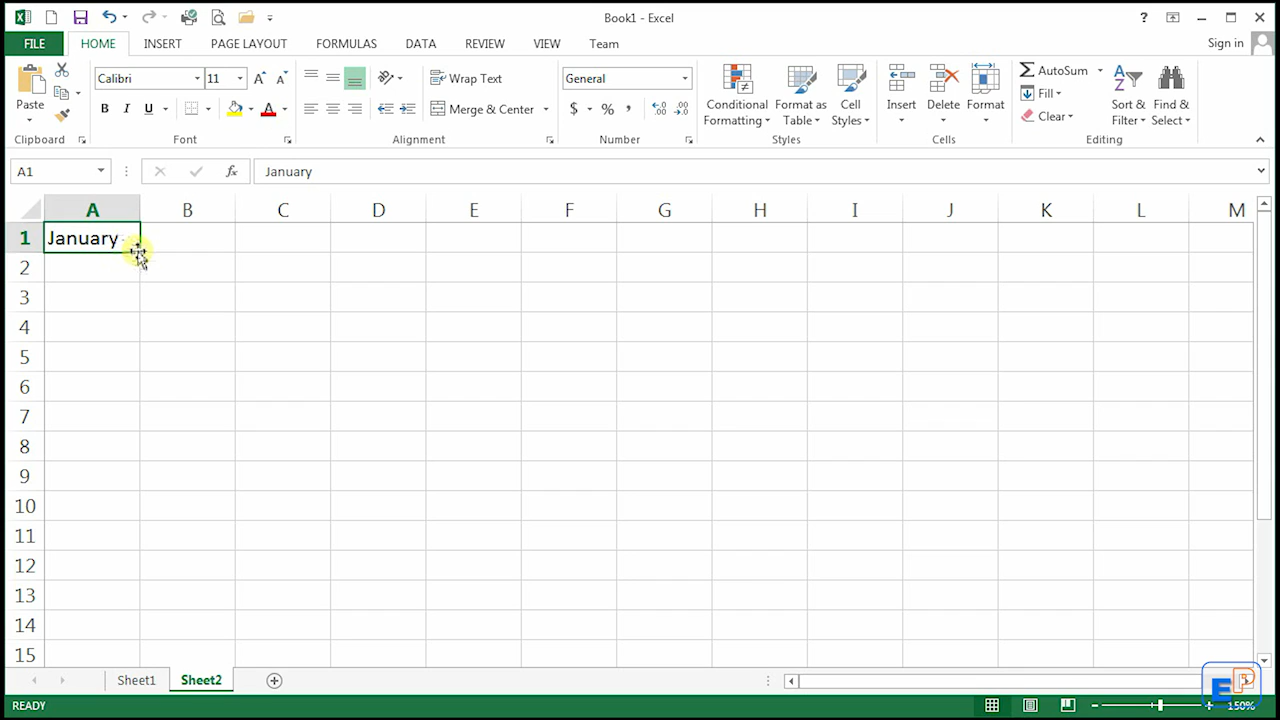 Book1 - Excel
?
FILE HOME INSERT PAGE LAYOUT FORMULAS DATA REVIEW VIEW Team Sign in
Paste
Clipboard
Calibri 11
B I U A
Font
Wrap Text
Merge & Center
Alignment
General
$ % ,
Number
Conditional Formatting
Format as Table
Cell Styles
Styles
Insert
Delete
Format
Cells
AutoSum
Fill
Clear
Sort & Filter
Find & Select
Editing
A1 fx January
A B C D E F G H I J K L M
1 January
2
3
4
5
6
7
8
9
10
11
12
13
14
15
Sheet1 Sheet2
EP
READY 150%